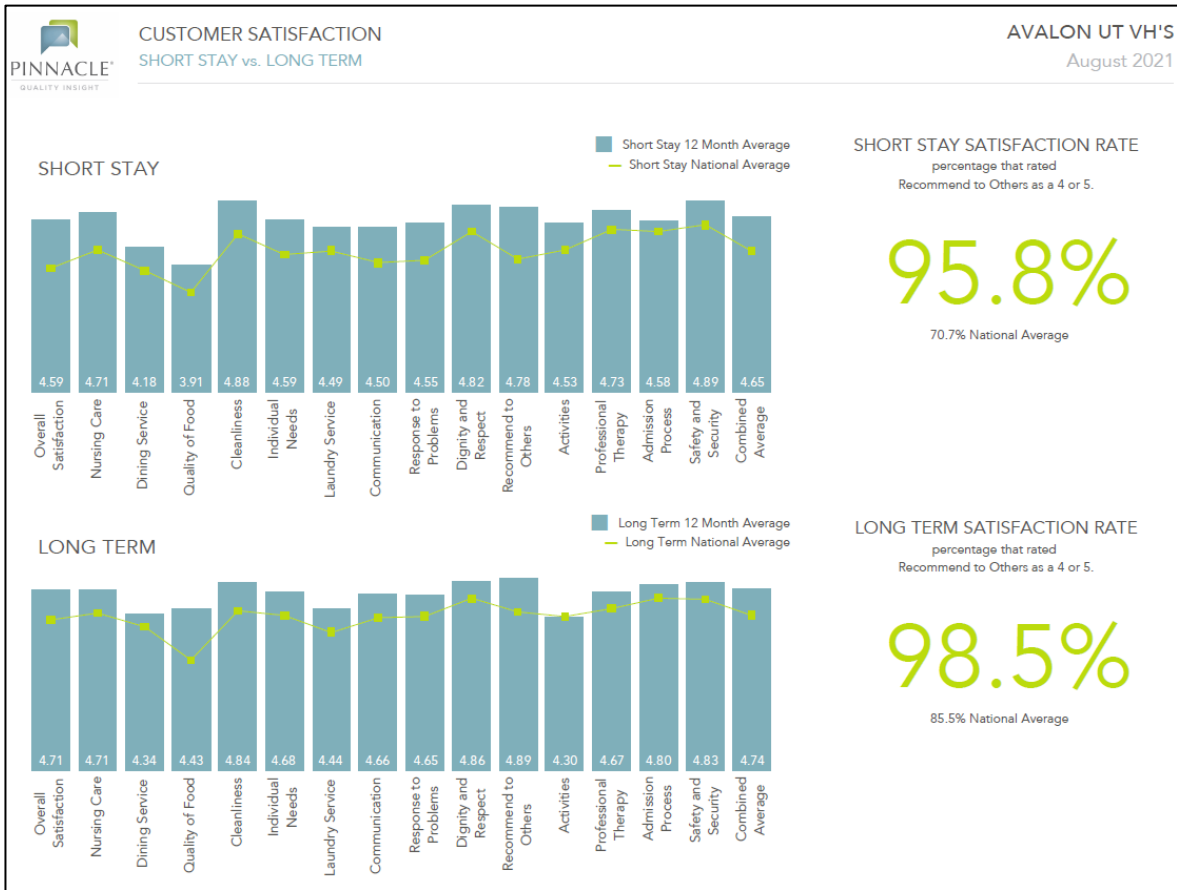 PINNACLE®
QUALITY INSIGHT
CUSTOMER SATISFACTION
SHORT STAY vs. LONG TERM
AVALON UT VH'S
August 2021
SHORT STAY
Short Stay 12 Month Average
Short Stay National Average
4.59 4.71 4.18 3.91 4.88 4.59 4.49 4.50 4.55 4.82 4.78 4.53 4.73 4.58 4.89 4.65
Overall
Satisfaction
Nursing Care
Dining Service
Quality of Food
Cleanliness
Individual
Needs
Laundry Service
Communication
Response to
Problems
Dignity and
Respect
Recommend to
Others
Activities
Professional
Therapy
Admission
Process
Safety and
Security
Combined
Average
SHORT STAY SATISFACTION RATE
percentage that rated
Recommend to Others as a 4 or 5.
95.8%
70.7% National Average
LONG TERM
Long Term 12 Month Average
Long Term National Average
4.71 4.71 4.34 4.43 4.84 4.68 4.44 4.66 4.65 4.86 4.89 4.30 4.67 4.80 4.83 4.74
Overall
Satisfaction
Nursing Care
Dining Service
Quality of Food
Cleanliness
Individual
Needs
Laundry Service
Communication
Response to
Problems
Dignity and
Respect
Recommend to
Others
Activities
Professional
Therapy
Admission
Process
Safety and
Security
Combined
Average
LONG TERM SATISFACTION RATE
percentage that rated
Recommend to Others as a 4 or 5.
98.5%
85.5% National Average